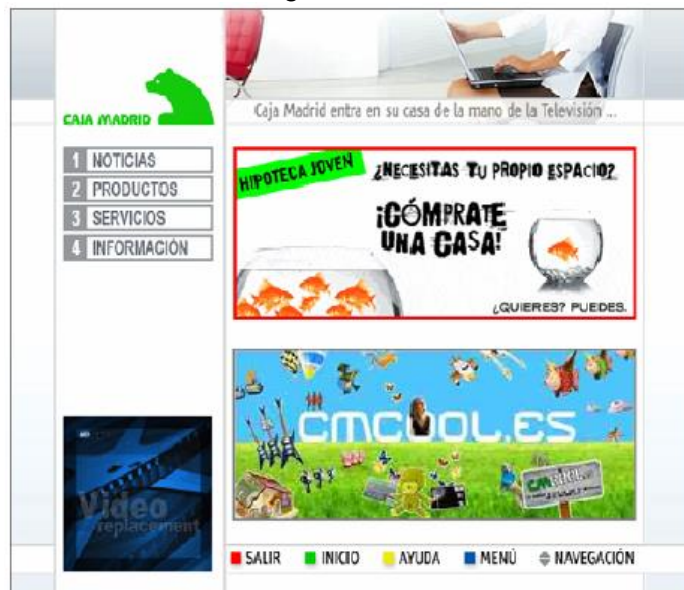 CAJA MADRID
Caja Madrid entra en su casa de la mano de la Televisión ...
1 NOTICIAS
2 PRODUCTOS
3 SERVICIOS
4 INFORMACIÓN
HIPOTECA JOVEN
¿NECESITAS TU PROPIO ESPACIO?
¡CÓMPRATE
UNA CASA!
¿QUIERES? PUEDES.
CMCOOL.ES
CMCOOL.ES
Video
replacement
SALIR INICIO AYUDA MENÚ NAVEGACIÓN